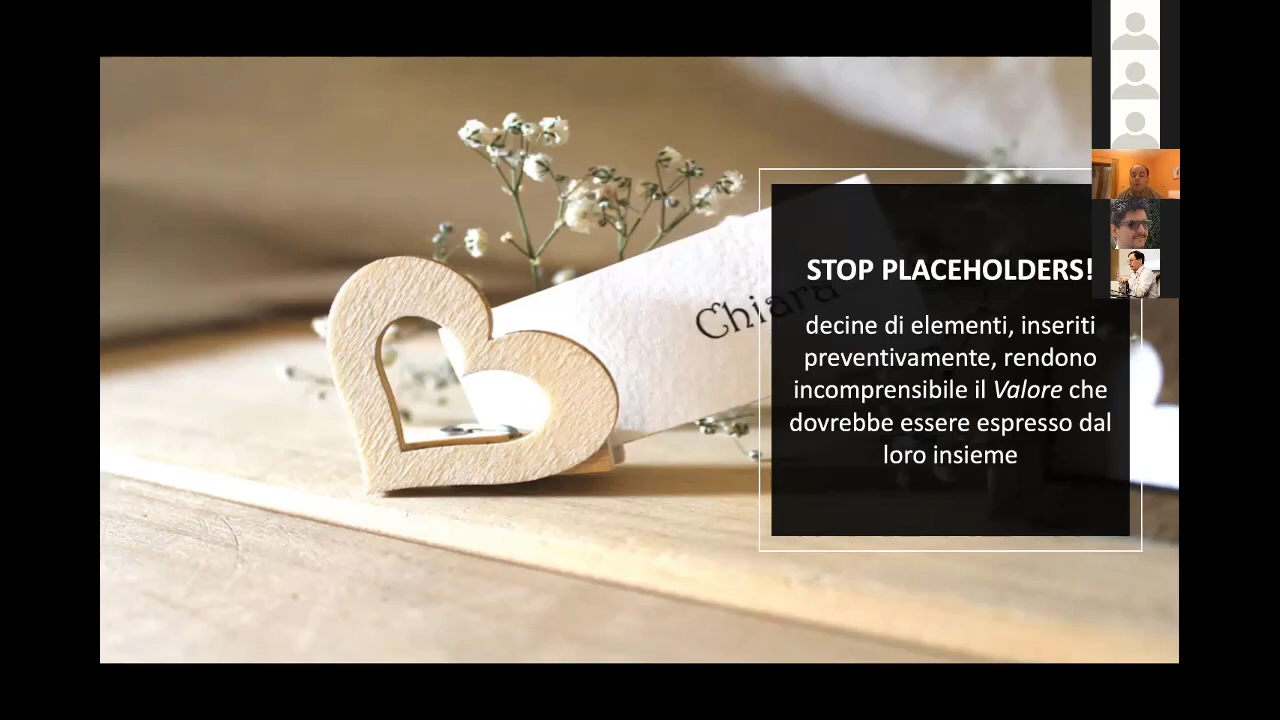 Chiara
STOP PLACEHOLDERS!
decine di elementi, inseriti
preventivamente, rendono
incomprensibile il Valore che
dovrebbe essere espresso dal
loro insieme